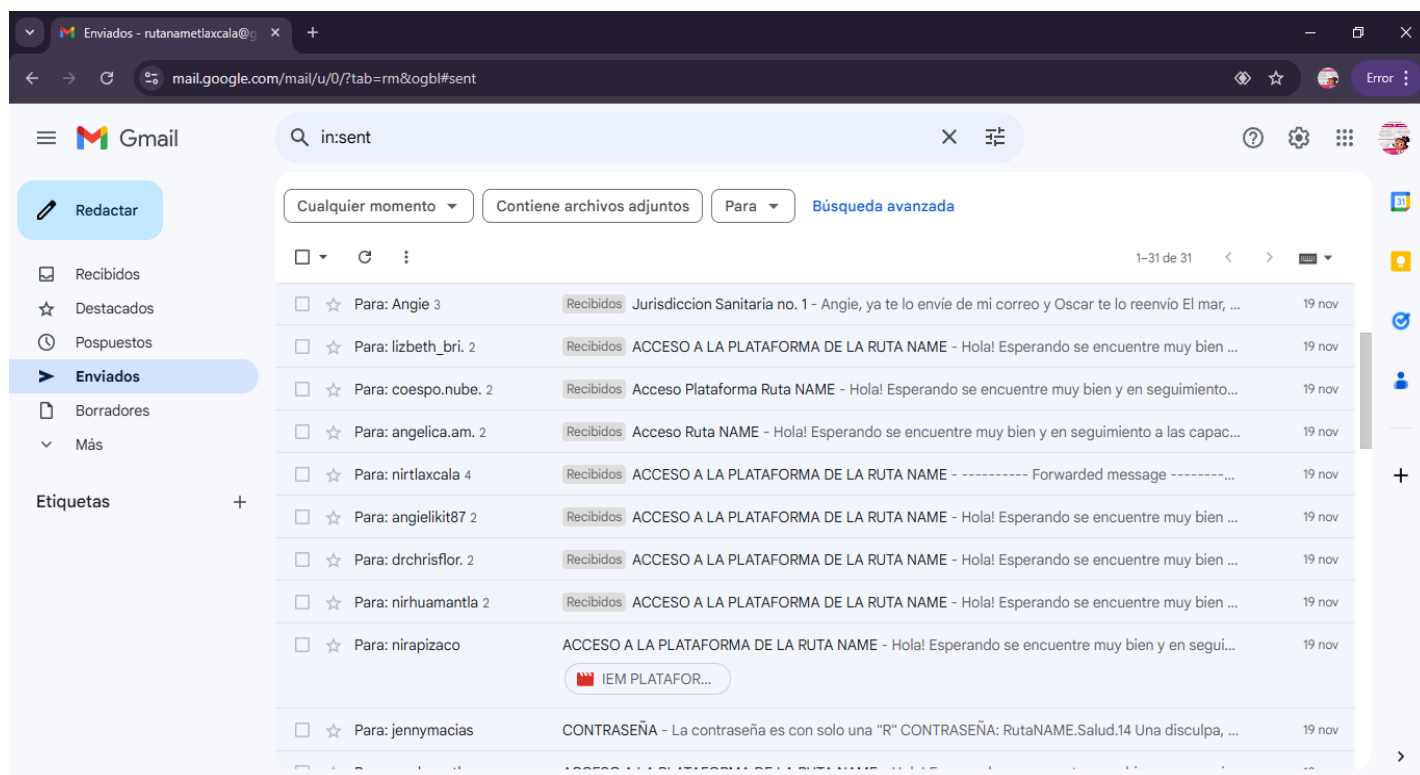 Enviados - rutanametlaxcala@g
mail.google.com/mail/u/0/?tab=rm&ogbl#sent
Error
Gmail
in:sent
Redactar
Recibidos
Destacados
Pospuestos
Enviados
Borradores
Más
Etiquetas
Cualquier momento
Contiene archivos adjuntos
Para
Búsqueda avanzada
1–31 de 31
Para: Angie 3 Recibidos Jurisdiccion Sanitaria no. 1 - Angie, ya te lo envíe de mi correo y Oscar te lo reenvío El mar, ... 19 nov
Para: lizbeth_bri. 2 Recibidos ACCESO A LA PLATAFORMA DE LA RUTA NAME - Hola! Esperando se encuentre muy bien ... 19 nov
Para: coespo.nube. 2 Recibidos Acceso Plataforma Ruta NAME - Hola! Esperando se encuentre muy bien y en seguimiento... 19 nov
Para: angelica.am. 2 Recibidos Acceso Ruta NAME - Hola! Esperando se encuentre muy bien y en seguimiento a las capac... 19 nov
Para: nirtlaxcala 4 Recibidos ACCESO A LA PLATAFORMA DE LA RUTA NAME - ---------- Forwarded message --------... 19 nov
Para: angielikit87 2 Recibidos ACCESO A LA PLATAFORMA DE LA RUTA NAME - Hola! Esperando se encuentre muy bien ... 19 nov
Para: drchrisflor. 2 Recibidos ACCESO A LA PLATAFORMA DE LA RUTA NAME - Hola! Esperando se encuentre muy bien ... 19 nov
Para: nirhuamantla 2 Recibidos ACCESO A LA PLATAFORMA DE LA RUTA NAME - Hola! Esperando se encuentre muy bien ... 19 nov
Para: nirapizaco ACCESO A LA PLATAFORMA DE LA RUTA NAME - Hola! Esperando se encuentre muy bien y en segui... 19 nov
IEM PLATAFOR...
Para: jennymacias CONTRASEÑA - La contraseña es con solo una "R" CONTRASEÑA: RutaNAME.Salud.14 Una disculpa, ... 19 nov
31